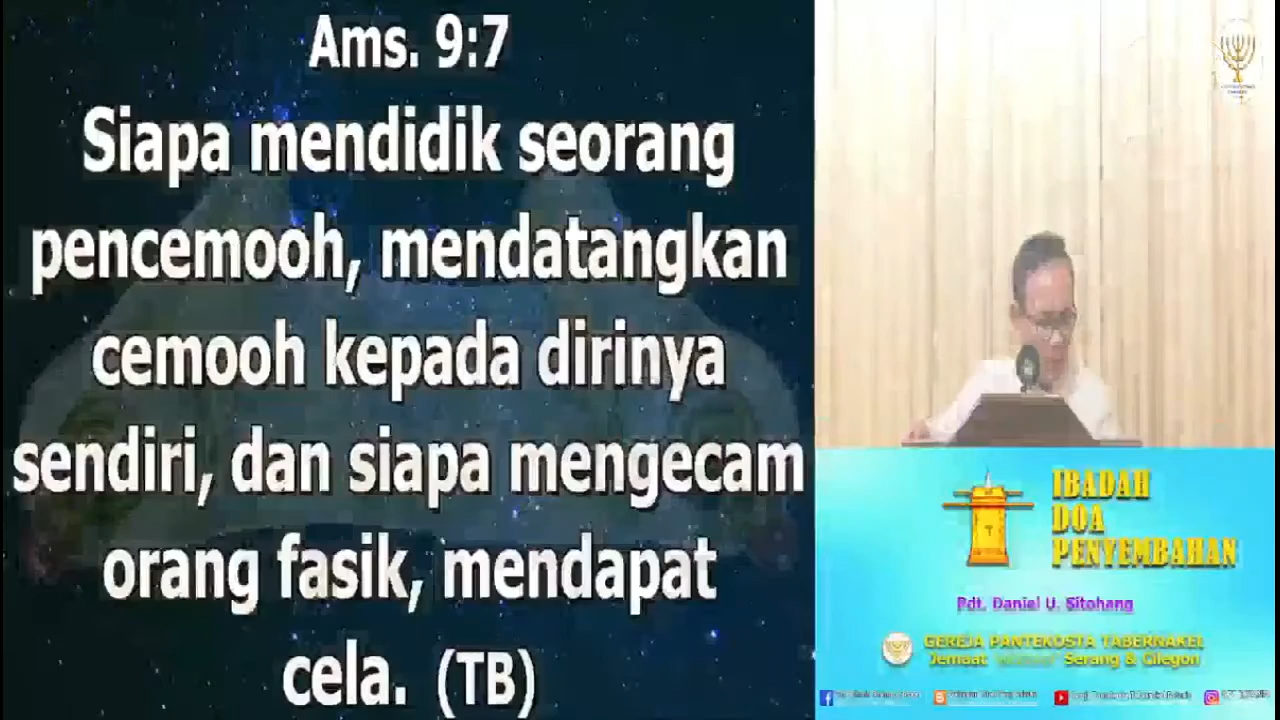 Ams. 9:7
Siapa mendidik seorang
pencemooh, mendatangkan
cemooh kepada dirinya
sendiri, dan siapa mengecam
orang fasik, mendapat
cela. (TB)
IBADAH
DOA
PENYEMBAHAN
Pdt. Daniel U. Sitohang
GEREJA PANTEKOSTA TABERNAKEL
Jemaat Serang & Cilegon